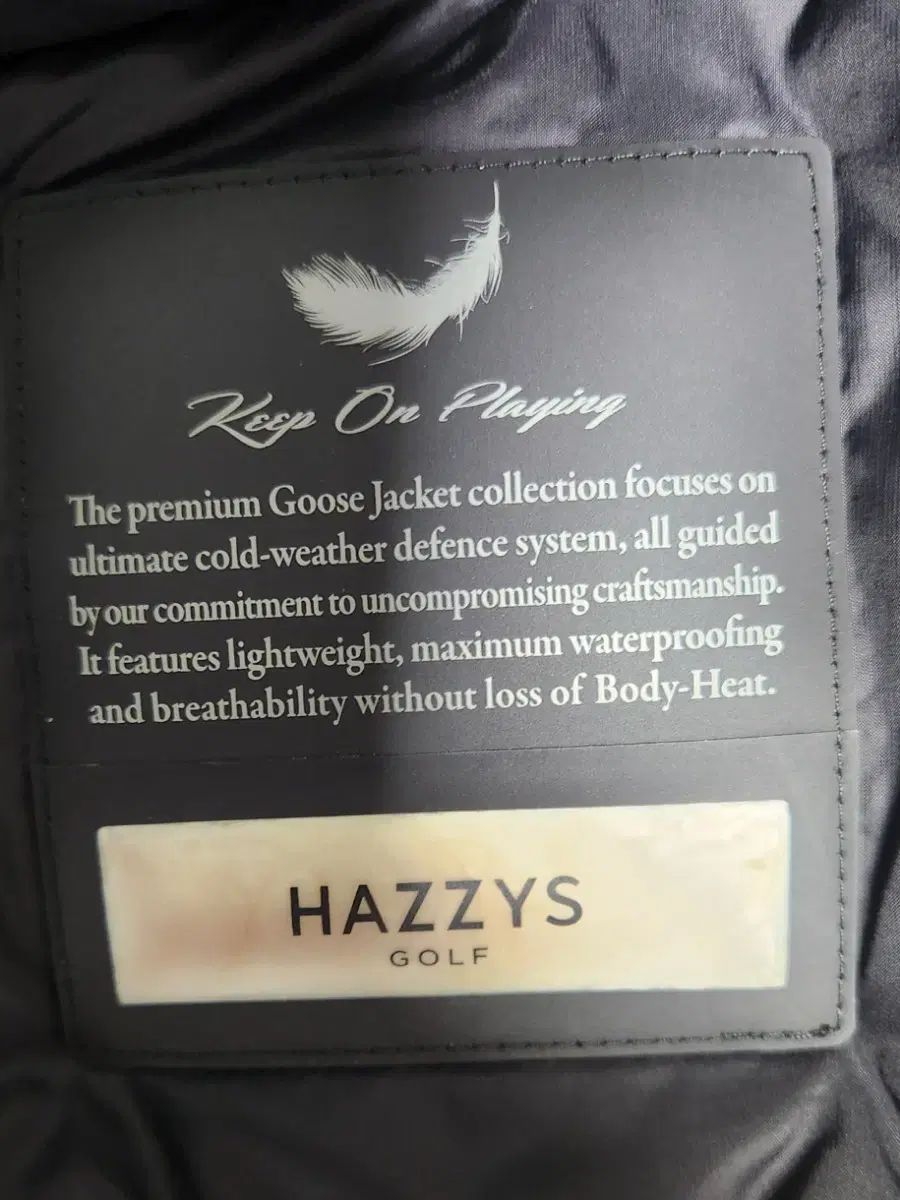 Keep On Playing
The premium Goose Jacket collection focuses on
ultimate cold-weather defence system, all guided
by our commitment to uncompromising craftsmanship.
It features lightweight, maximum waterproofing
and breathability without loss of Body-Heat.
HAZZYS
GOLF